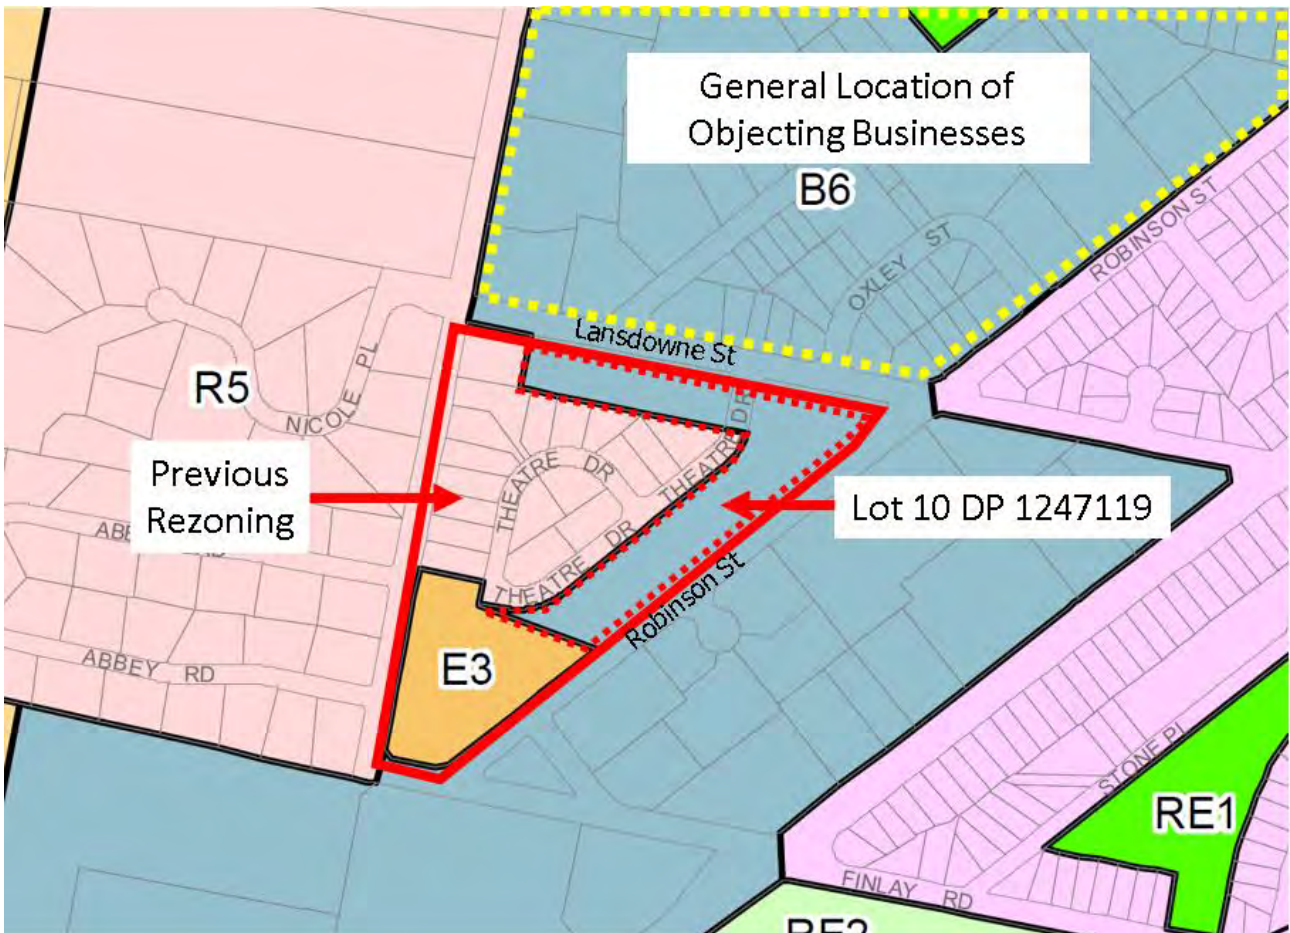 General Location of
Objecting Businesses
B6
ROBINSON ST
OXLEY ST
Lansdowne St
R5
NICOLE PL
THEATRE DR
Previous
Rezoning
THEATRE DR
THEATRE DR
Lot 10 DP 1247119
THEATRE DR
Robinson St
ABBEY RD
E3
STONE Pl
RE1
FINLAY RD
RE2